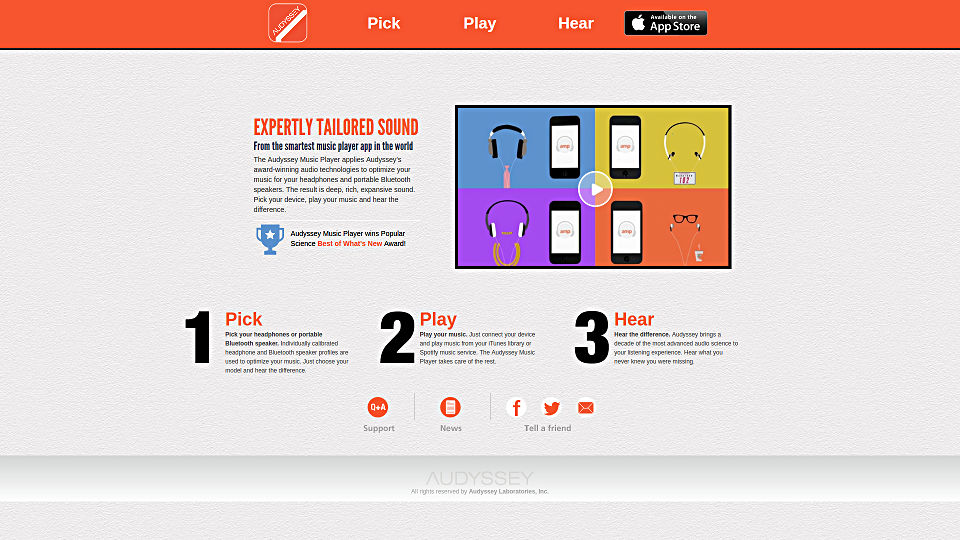 AUDYSSEY
Pick
Play
Hear
Available on the
App Store
EXPERTLY TAILORED SOUND
From the smartest music player app in the world
The Audyssey Music Player applies Audyssey's
award-winning audio technologies to optimize your
music for your headphones and portable Bluetooth
speakers. The result is deep, rich, expansive sound.
Pick your device, play your music and hear the
difference.
Audyssey Music Player wins Popular
Science Best of What's New Award!
amp
amp
amp
amp
1
Pick
Pick your headphones or portable
Bluetooth speaker. Individually calibrated
headphone and Bluetooth speaker profiles are
used to optimize your music. Just choose your
model and hear the difference.
2
Play
Play your music. Just connect your device
and play music from your iTunes library or
Spotify music service. The Audyssey Music
Player takes care of the rest.
3
Hear
Hear the difference. Audyssey brings a
decade of the most advanced audio science to
your listening experience. Hear what you
never knew you were missing.
Q+A
Support
News
Tell a friend
AUDYSSEY
All rights reserved by Audyssey Laboratories, Inc.